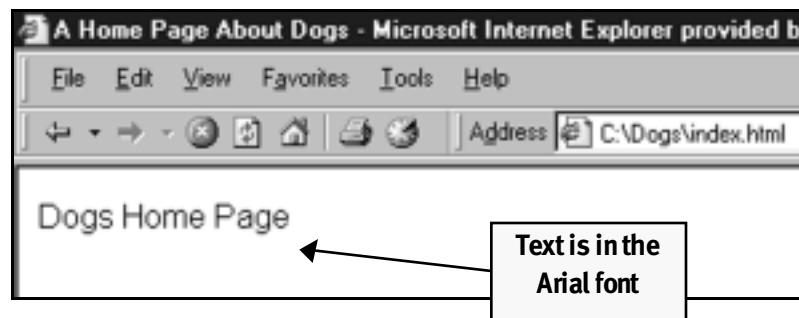 A Home Page About Dogs - Microsoft Internet Explorer provided b
File Edit View Favorites Tools Help
Address C:\Dogs\index.html
Dogs Home Page
Text is in the
Arial font